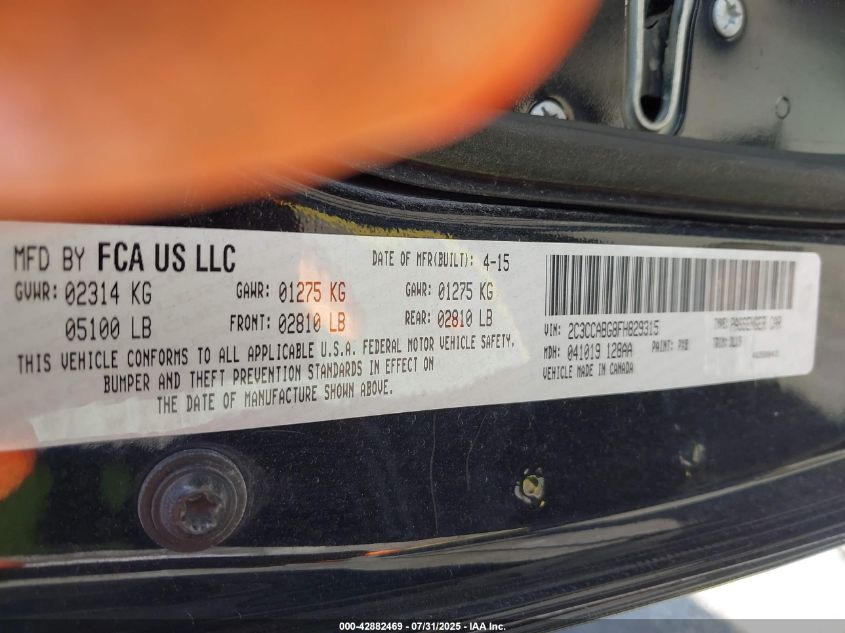 MFD BY FCA US LLC
DATE OF MFR(BUILT): 4-15
GVWR: 02314 KG
GAWR: 01275 KG
GAWR: 01275 KG
05100 LB
FRONT: 02810 LB
REAR: 02810 LB
THIS VEHICLE CONFORMS TO ALL APPLICABLE U.S.A. FEDERAL MOTOR VEHICLE SAFETY,
BUMPER AND THEFT PREVENTION STANDARDS IN EFFECT ON
THE DATE OF MANUFACTURE SHOWN ABOVE.
VIN: 2C3CCABG8FH829315
TYPE: PASSENGER CAR
MDH: 041019 128AA
PAINT: PX8
TRIM:
VEHICLE MADE IN CANADA
000-42882469 - 07/31/2025 - IAA Inc.